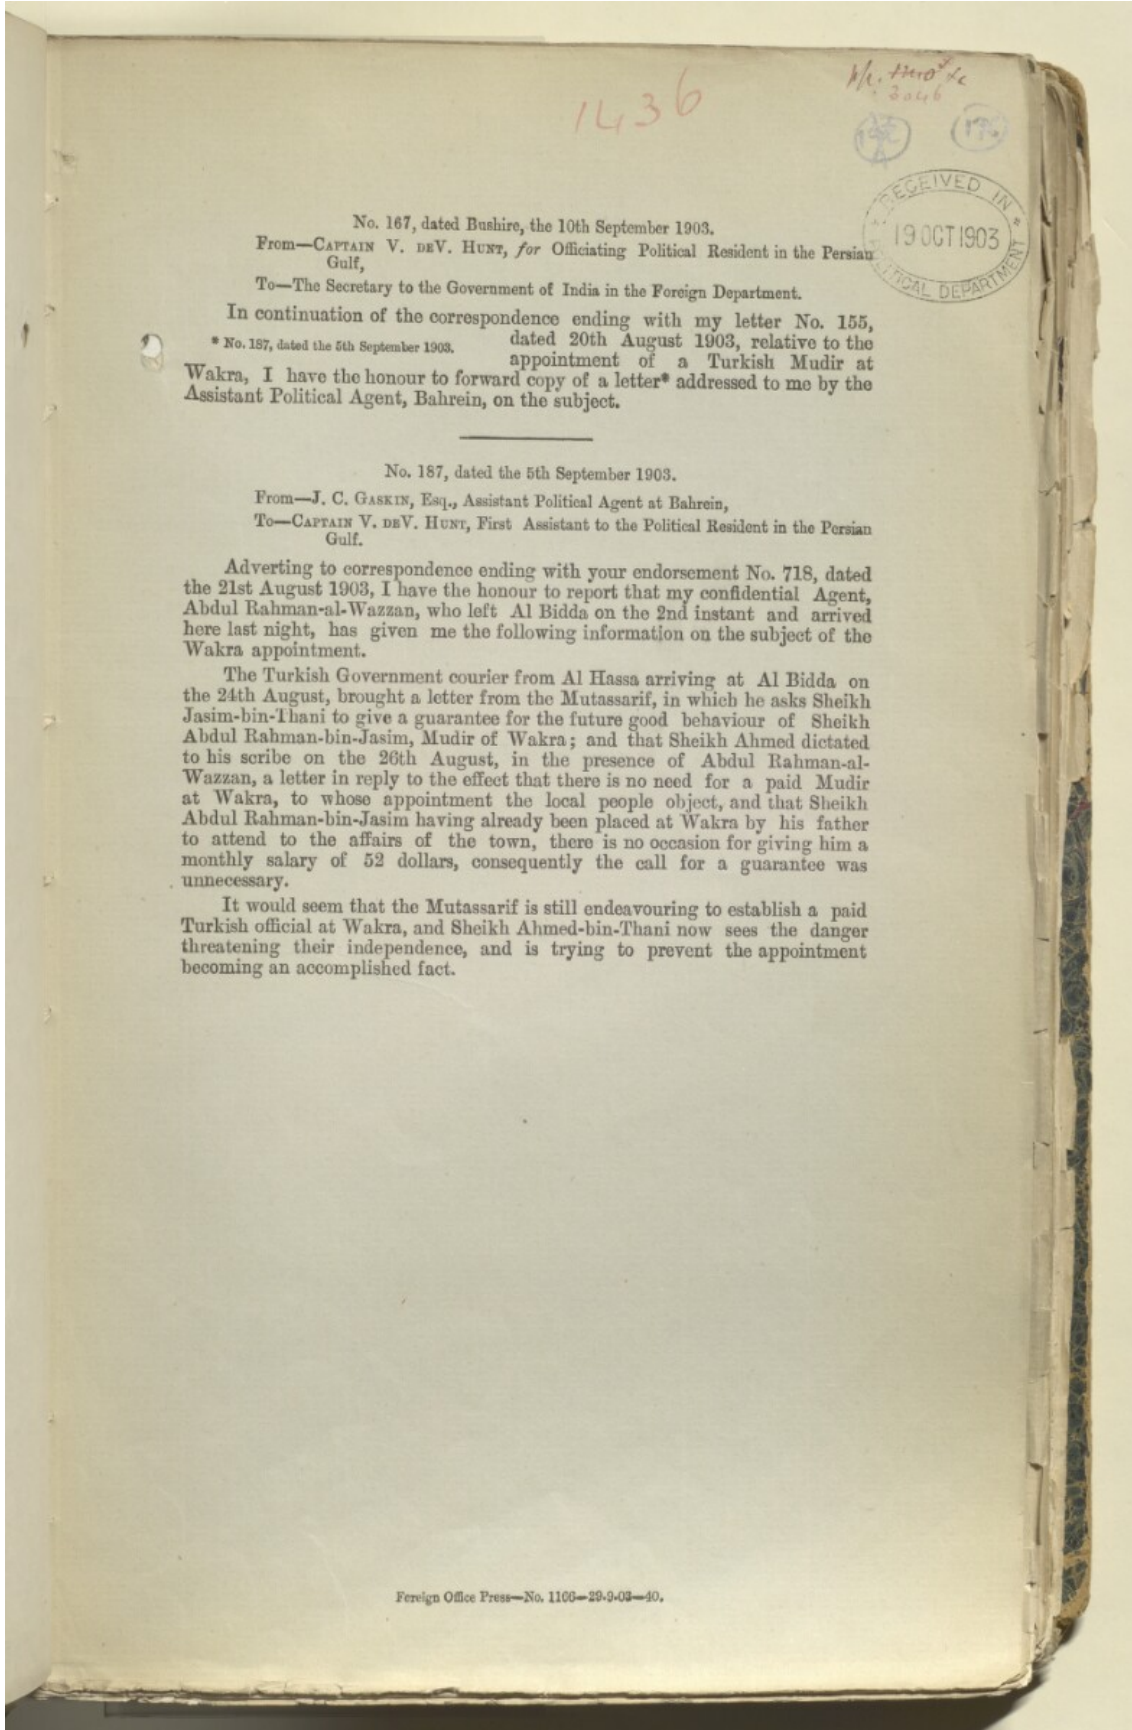 1436
3046
RECEIVED IN
19 OCT 1903
POLITICAL DEPARTMENT
No. 167, dated Bushire, the 10th September 1903.
From—CAPTAIN V. DEV. HUNT, for Officiating Political Resident in the Persian
Gulf,
To—The Secretary to the Government of India in the Foreign Department.
In continuation of the correspondence ending with my letter No. 155,
* No. 187, dated the 5th September 1903.
dated 20th August 1903, relative to the
appointment of a Turkish Mudir at
Wakra, I have the honour to forward copy of a letter* addressed to me by the
Assistant Political Agent, Bahrein, on the subject.
No. 187, dated the 5th September 1903.
From—J. C. GASKIN, Esq., Assistant Political Agent at Bahrein,
To—CAPTAIN V. DEV. HUNT, First Assistant to the Political Resident in the Persian
Gulf.
Adverting to correspondence ending with your endorsement No. 718, dated
the 21st August 1903, I have the honour to report that my confidential Agent,
Abdul Rahman-al-Wazzan, who left Al Bidda on the 2nd instant and arrived
here last night, has given me the following information on the subject of the
Wakra appointment.
The Turkish Government courier from Al Hassa arriving at Al Bidda on
the 24th August, brought a letter from the Mutassarif, in which he asks Sheikh
Jasim-bin-Thani to give a guarantee for the future good behaviour of Sheikh
Abdul Rahman-bin-Jasim, Mudir of Wakra; and that Sheikh Ahmed dictated
to his scribe on the 26th August, in the presence of Abdul Rahman-al-
Wazzan, a letter in reply to the effect that there is no need for a paid Mudir
at Wakra, to whose appointment the local people object, and that Sheikh
Abdul Rahman-bin-Jasim having already been placed at Wakra by his father
to attend to the affairs of the town, there is no occasion for giving him a
monthly salary of 52 dollars, consequently the call for a guarantee was
unnecessary.
It would seem that the Mutassarif is still endeavouring to establish a paid
Turkish official at Wakra, and Sheikh Ahmed-bin-Thani now sees the danger
threatening their independence, and is trying to prevent the appointment
becoming an accomplished fact.
Foreign Office Press—No. 1166—29-9-03—40.